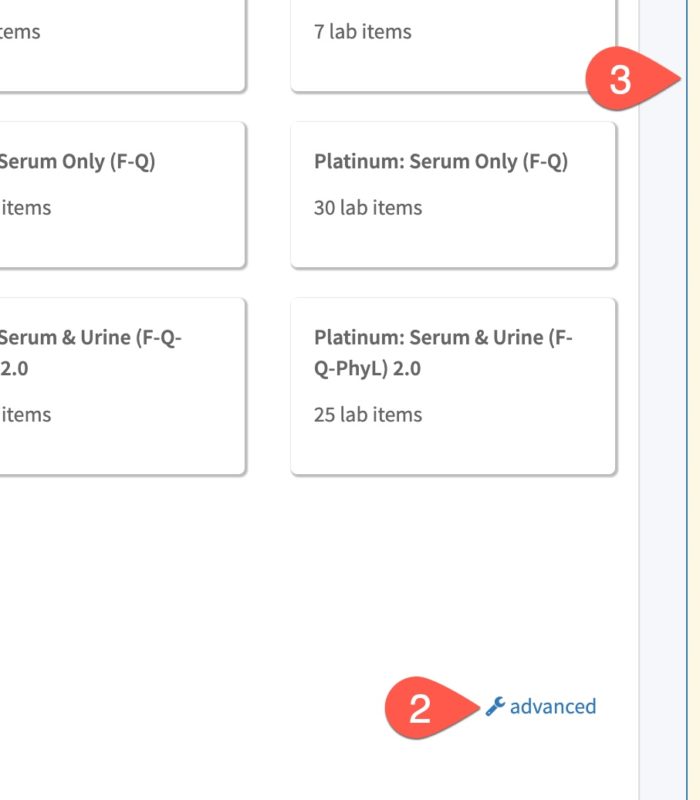 tems
7 lab items
3
Serum Only (F-Q)
items
Platinum: Serum Only (F-Q)
30 lab items
Serum & Urine (F-Q-
2.0
items
Platinum: Serum & Urine (F-
Q-PhyL) 2.0
25 lab items
2
advanced